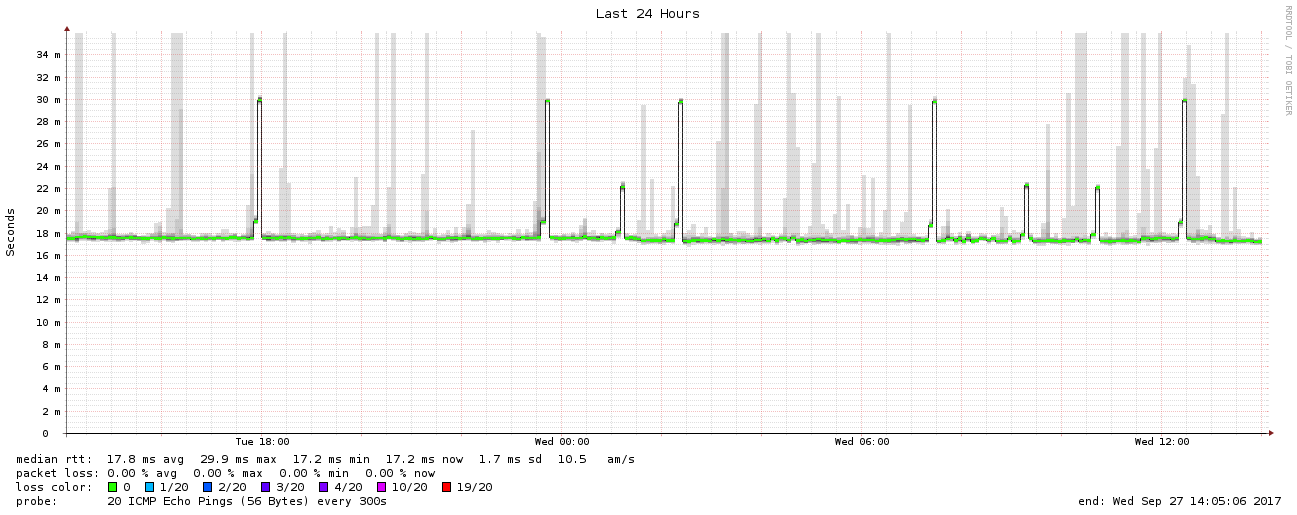 Last 24 Hours
RRDTOOL / TOBI OETIKER
Seconds
34 m
32 m
30 m
28 m
26 m
24 m
22 m
20 m
18 m
16 m
14 m
12 m
10 m
8 m
6 m
4 m
2 m
0
Tue 18:00 Wed 00:00 Wed 06:00 Wed 12:00
median rtt: 17.8 ms avg 29.9 ms max 17.2 ms min 17.2 ms now 1.7 ms sd 10.5 am/s
packet loss: 0.00 % avg 0.00 % max 0.00 % min 0.00 % now
loss color: 0 1/20 2/20 3/20 4/20 10/20 19/20
probe: 20 ICMP Echo Pings (56 Bytes) every 300s end: Wed Sep 27 14:05:06 2017